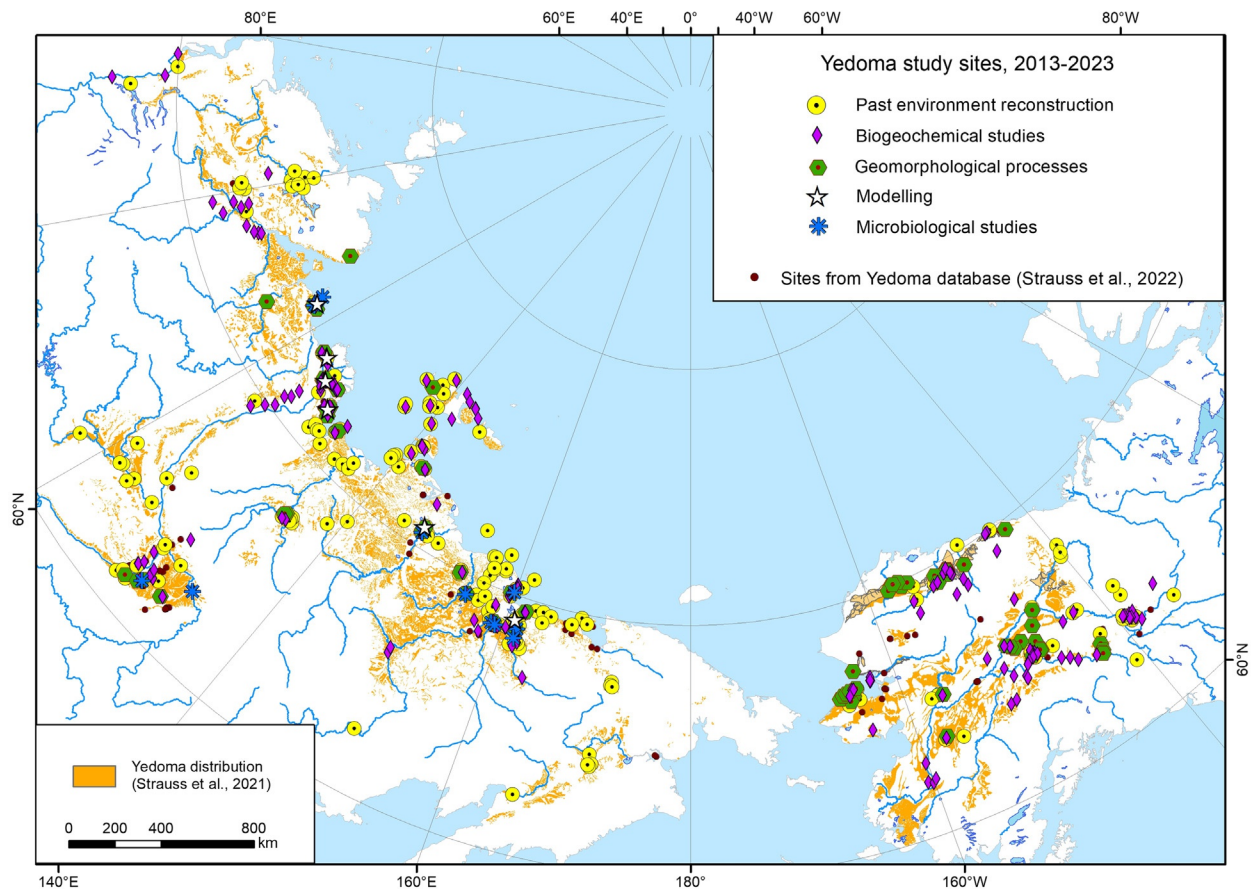 80°E 60°E 40°E 0° 40°W 60°W 80°W
Yedoma study sites, 2013-2023
Past environment reconstruction
Biogeochemical studies
Geomorphological processes
Modelling
Microbiological studies
Sites from Yedoma database (Strauss et al., 2022)
60°N
60°N
Yedoma distribution
(Strauss et al., 2021)
0 200 400 800
km
140°E 160°E 180° 160°W